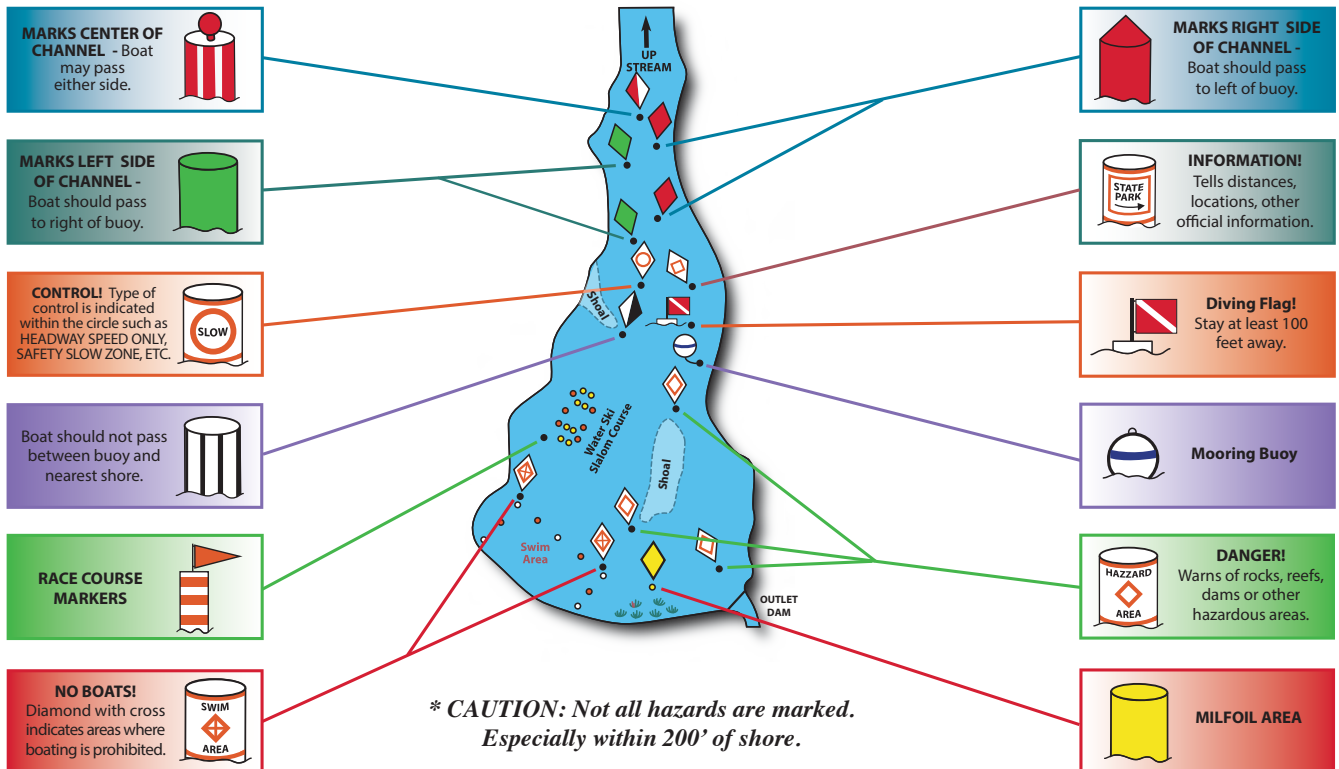 MARKS CENTER OF
CHANNEL - Boat
may pass
either side.
MARKS LEFT SIDE
OF CHANNEL -
Boat should pass
to right of buoy.
CONTROL! Type of
control is indicated
within the circle such as
HEADWAY SPEED ONLY,
SAFETY SLOW ZONE, ETC.
SLOW
Boat should not pass
between buoy and
nearest shore.
RACE COURSE
MARKERS
NO BOATS!
Diamond with cross
indicates areas where
boating is prohibited.
SWIM
AREA
UP
STREAM
Shoal
Water Ski
Slalom Course
Shoal
Swim
Area
OUTLET
DAM
MARKS RIGHT SIDE
OF CHANNEL -
Boat should pass
to left of buoy.
STATE
PARK
INFORMATION!
Tells distances,
locations, other
official information.
Diving Flag!
Stay at least 100
feet away.
Mooring Buoy
HAZZARD
AREA
DANGER!
Warns of rocks, reefs,
dams or other
hazardous areas.
MILFOIL AREA
* CAUTION: Not all hazards are marked.
Especially within 200' of shore.